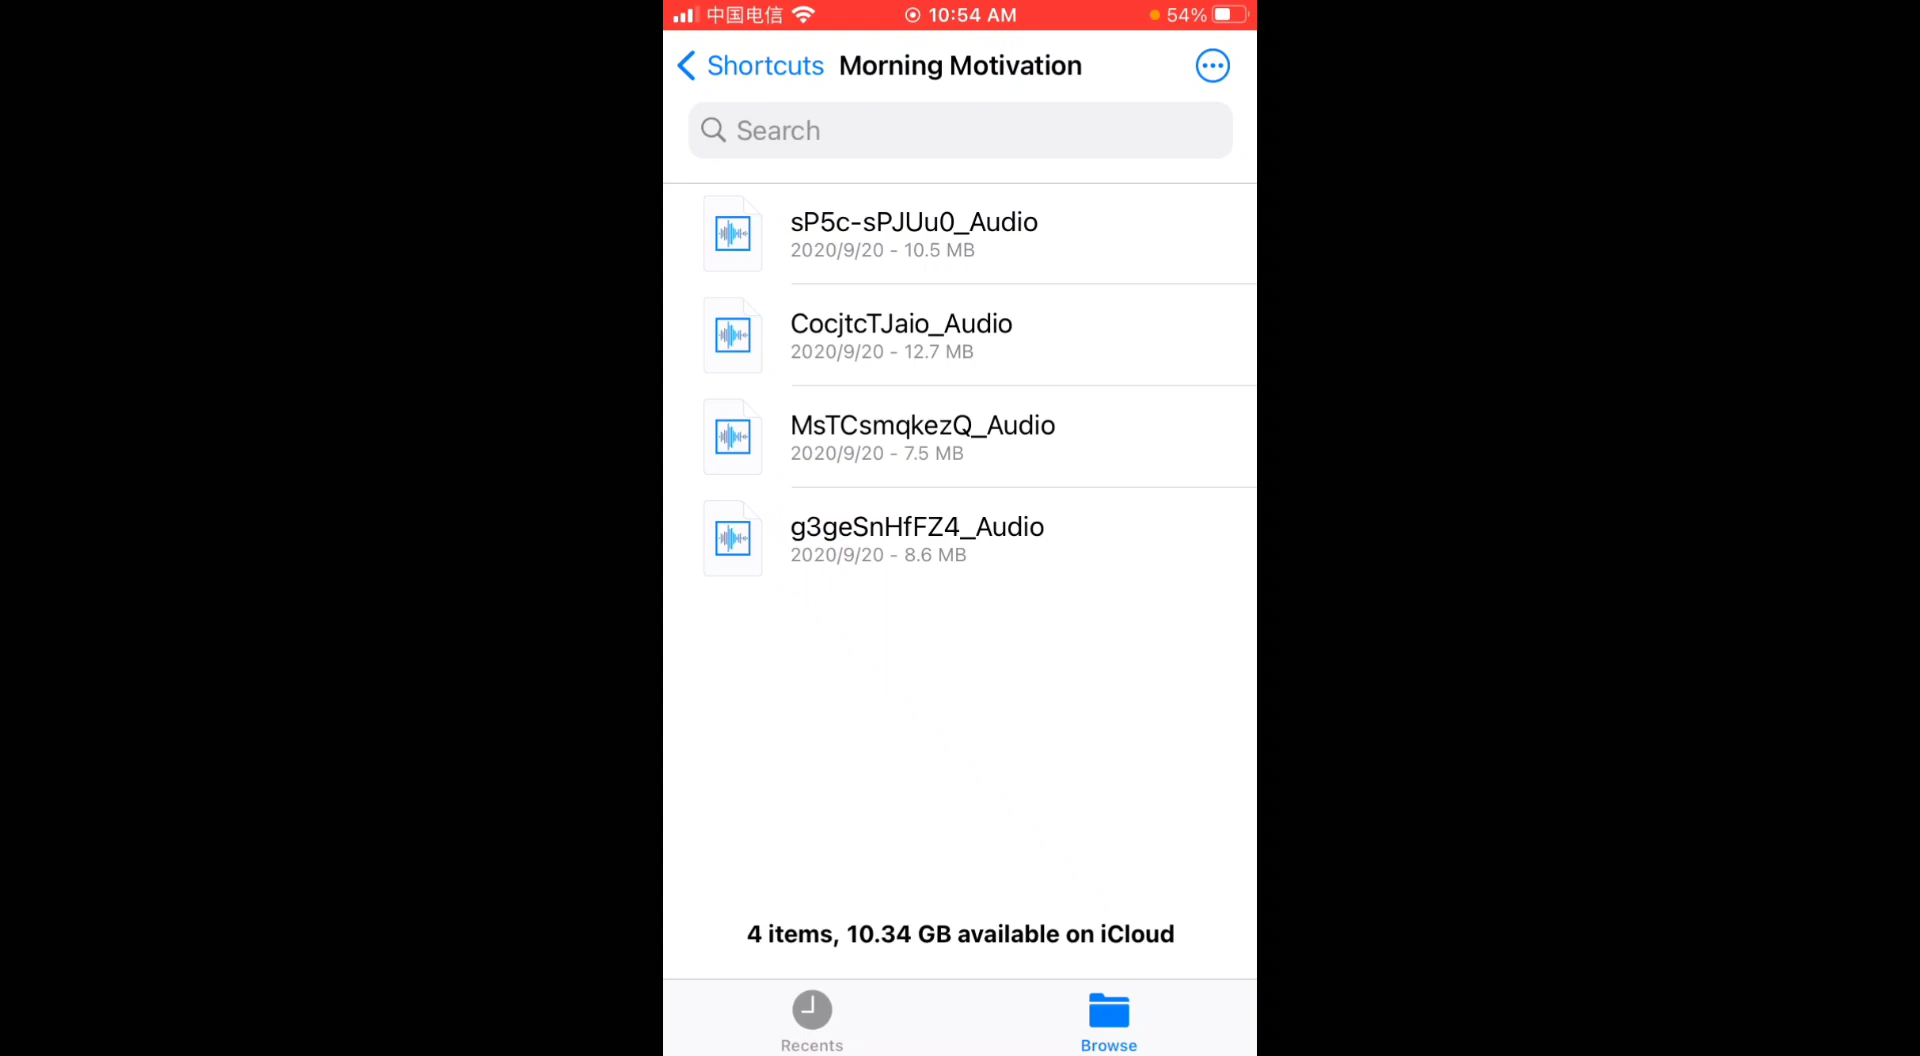 中国电信 10:54 AM 54%
Shortcuts Morning Motivation
Search
sP5c-sPJUu0_Audio
2020/9/20 - 10.5 MB
CocjtcTJaio_Audio
2020/9/20 - 12.7 MB
MsTCsmqkezQ_Audio
2020/9/20 - 7.5 MB
g3geSnHfFZ4_Audio
2020/9/20 - 8.6 MB
4 items, 10.34 GB available on iCloud
Recents Browse